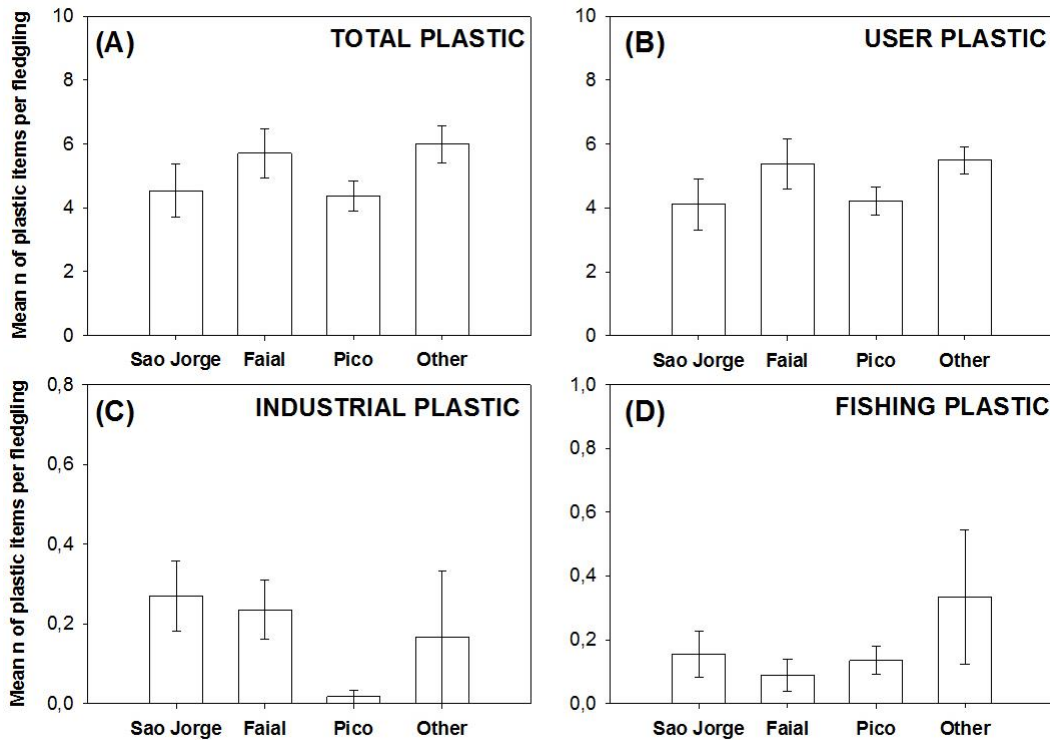 (A) TOTAL PLASTIC
Mean n of plastic items per fledgling
10
8
6
4
2
0
Sao Jorge Faial Pico Other
(B) USER PLASTIC
10
8
6
4
2
0
Sao Jorge Faial Pico Other
(C) INDUSTRIAL PLASTIC
Mean n of plastic items per fledgling
0,8
0,6
0,4
0,2
0,0
Sao Jorge Faial Pico Other
(D) FISHING PLASTIC
1,0
0,8
0,6
0,4
0,2
0,0
Sao Jorge Faial Pico Other